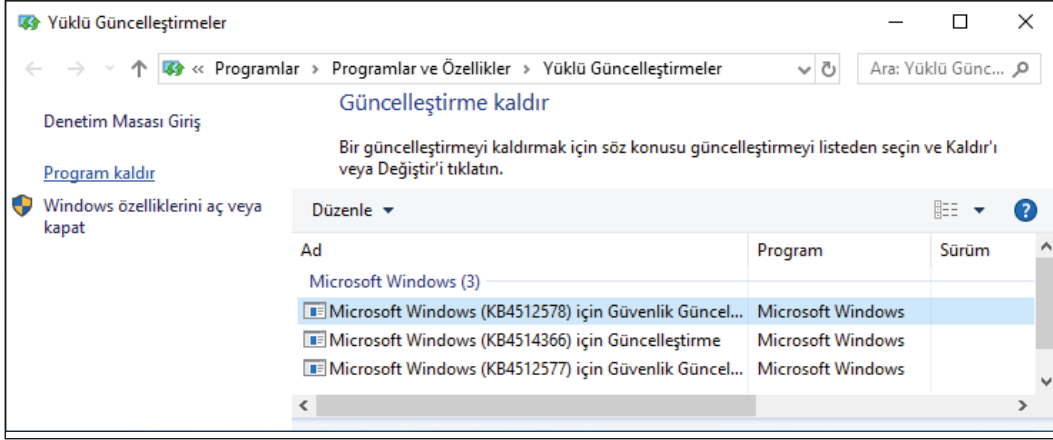 Yüklü Güncelleştirmeler
« Programlar > Programlar ve Özellikler > Yüklü Güncelleştirmeler
Ara: Yüklü Günc...
Denetim Masası Giriş
Program kaldır
Windows özelliklerini aç veya
kapat
Güncelleştirme kaldır
Bir güncelleştirmeyi kaldırmak için söz konusu güncelleştirmeyi listeden seçin ve Kaldır'ı
veya Değiştir'i tıklatın.
Düzenle
Ad Program Sürüm
Microsoft Windows (3)
Microsoft Windows (KB4512578) için Güvenlik Güncel... Microsoft Windows
Microsoft Windows (KB4514366) için Güncelleştirme Microsoft Windows
Microsoft Windows (KB4512577) için Güvenlik Güncel... Microsoft Windows